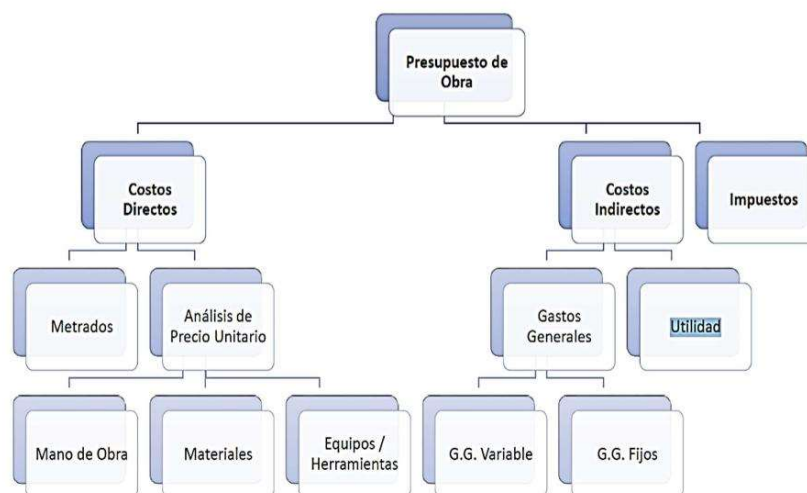 Presupuesto de
Obra
Costos
Directos
Costos
Indirectos
Impuestos
Metrados
Análisis de
Precio Unitario
Gastos
Generales
Utilidad
Mano de Obra
Materiales
Equipos /
Herramientas
G.G. Variable
G.G. Fijos